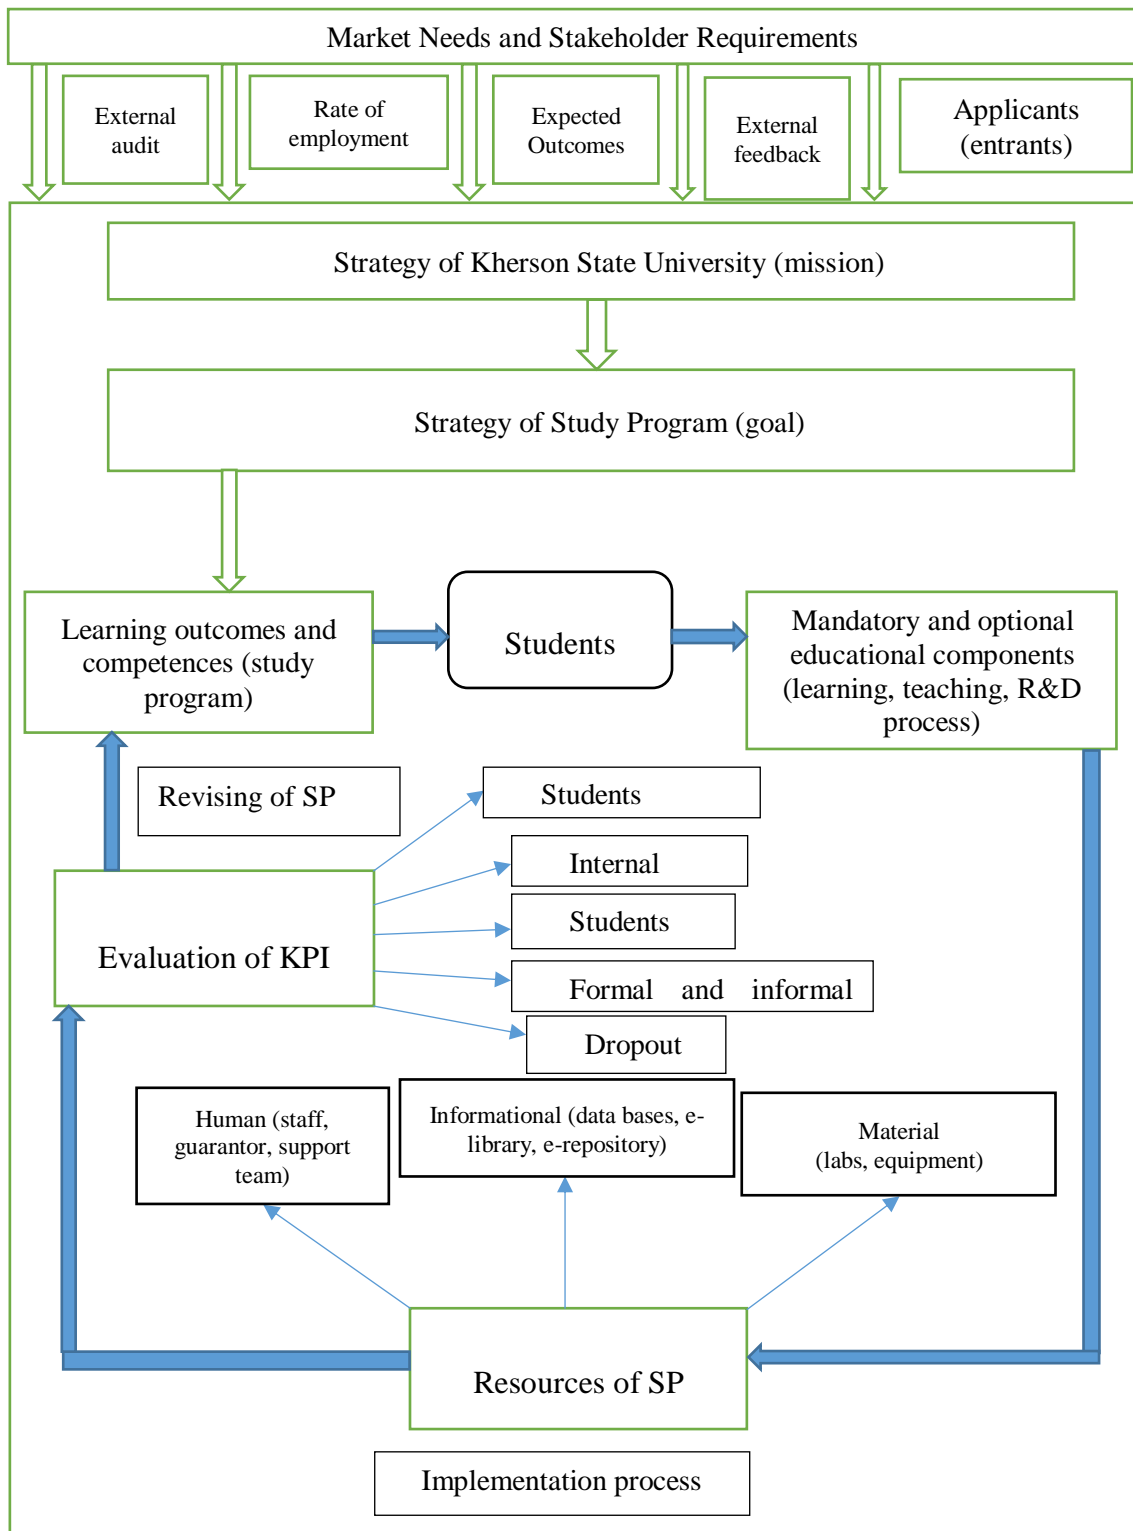 Market Needs and Stakeholder Requirements
External
audit
Rate of
employment
Expected
Outcomes
External
feedback
Applicants
(entrants)
Strategy of Kherson State University (mission)
Strategy of Study Program (goal)
Learning outcomes and
competences (study
program)
Students
Mandatory and optional
educational components
(learning, teaching, R&D
process)
Revising of SP
Students
Internal
Students
Formal and informal
Dropout
Evaluation of KPI
Human (staff,
guarantor, support
team)
Informational (data bases, e-
library, e-repository)
Material
(labs, equipment)
Resources of SP
Implementation process